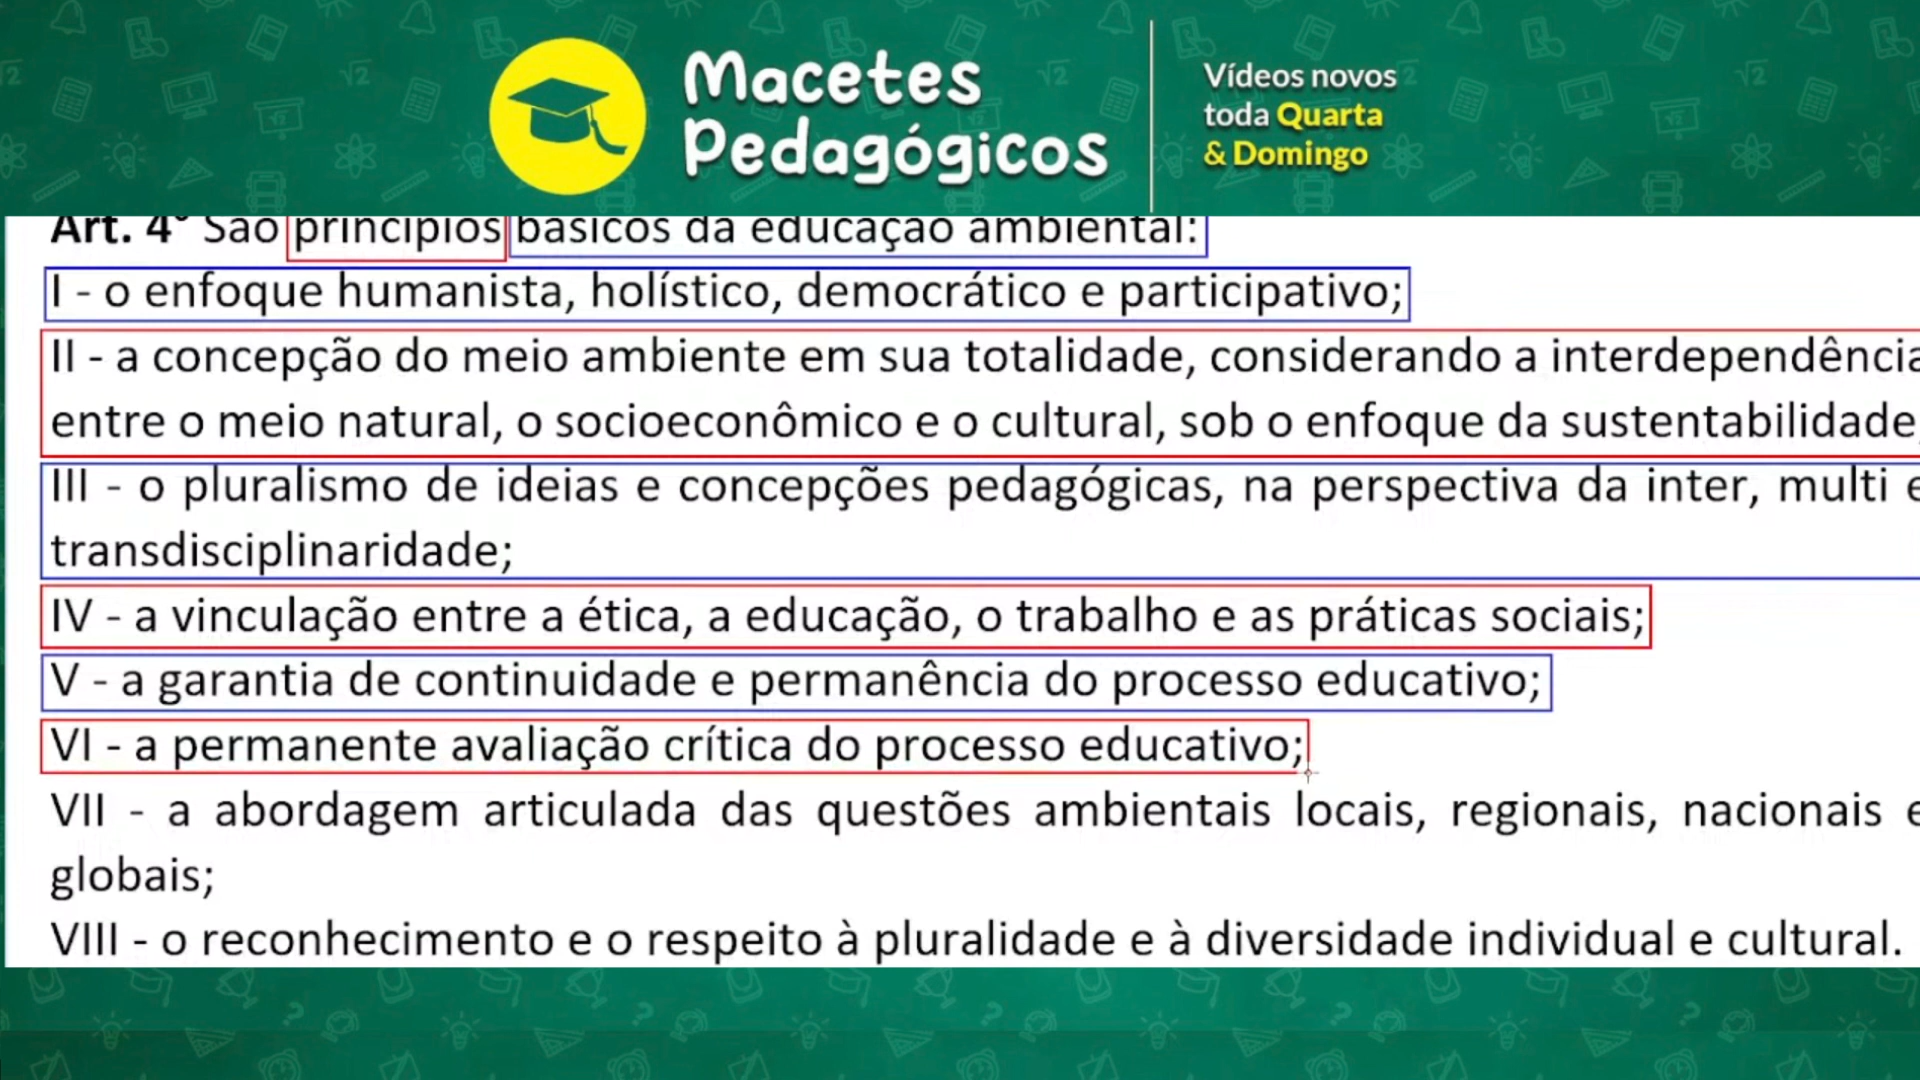 Macetes
Pedagógicos
Vídeos novos
toda Quarta
& Domingo
Art. 4º São princípios básicos da educação ambiental:
I - o enfoque humanista, holístico, democrático e participativo;
II - a concepção do meio ambiente em sua totalidade, considerando a interdependência
entre o meio natural, o socioeconômico e o cultural, sob o enfoque da sustentabilidade;
III - o pluralismo de ideias e concepções pedagógicas, na perspectiva da inter, multi e
transdisciplinaridade;
IV - a vinculação entre a ética, a educação, o trabalho e as práticas sociais;
V - a garantia de continuidade e permanência do processo educativo;
VI - a permanente avaliação crítica do processo educativo;
VII - a abordagem articulada das questões ambientais locais, regionais, nacionais e
globais;
VIII - o reconhecimento e o respeito à pluralidade e à diversidade individual e cultural.